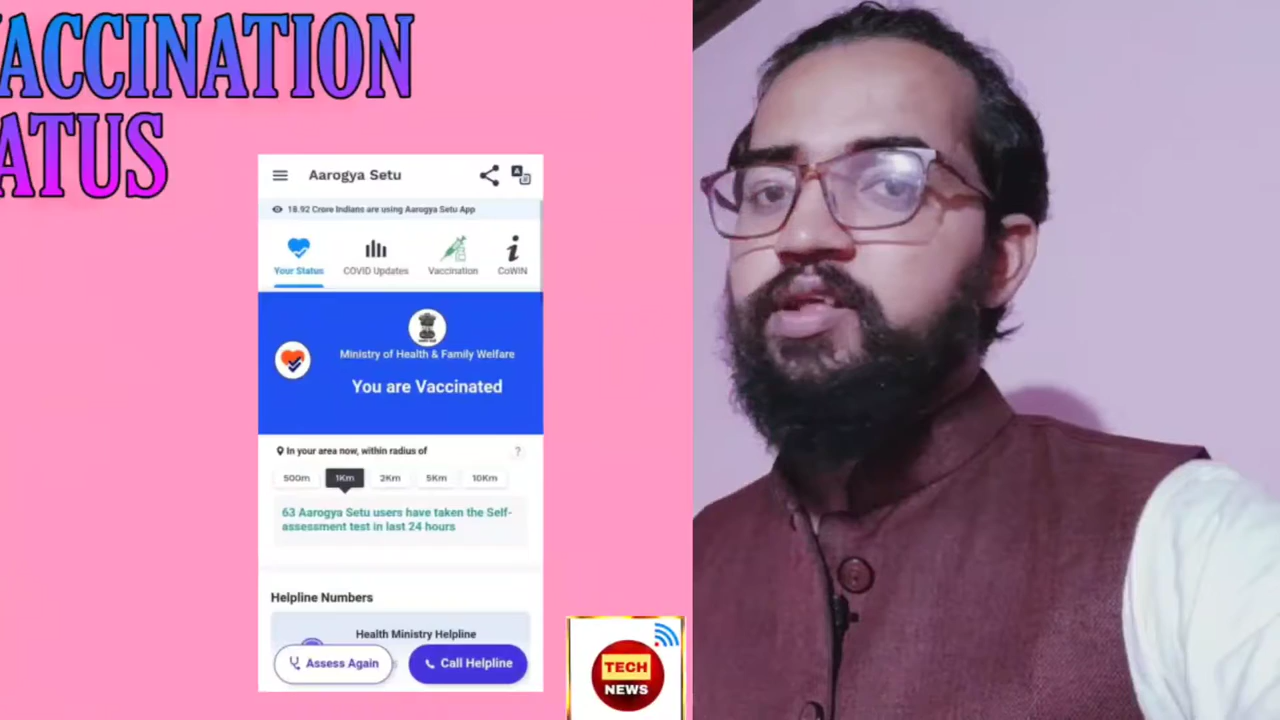 VACCINATION
ATUS
Aarogya Setu
18.92 Crore Indians are using Aarogya Setu App
Your Status
COVID Updates
Vaccination
CoWIN
Ministry of Health & Family Welfare
You are Vaccinated
In your area now, within radius of
?
500m
1Km
2Km
5Km
10Km
63 Aarogya Setu users have taken the Self-
assessment test in last 24 hours
Helpline Numbers
Health Ministry Helpline
Assess Again
Call Helpline
TECH
NEWS